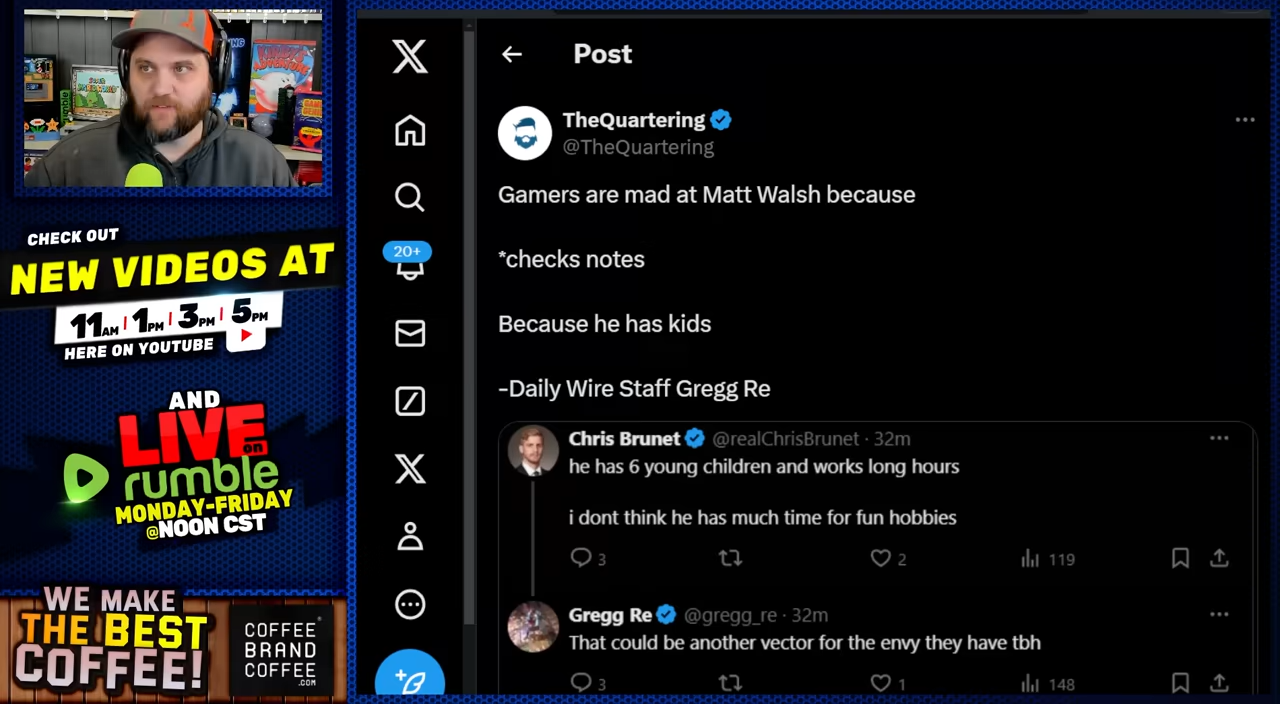 CHECK OUT
NEW VIDEOS AT
11AM | 1PM | 3PM | 5PM
HERE ON YOUTUBE
AND
LIVE on
rumble
MONDAY-FRIDAY
@NOON CST
WE MAKE
THE BEST
COFFEE!
COFFEE
BRAND
COFFEE
.COM
20+
Post
TheQuartering
@TheQuartering
Gamers are mad at Matt Walsh because
*checks notes
Because he has kids
-Daily Wire Staff Gregg Re
Chris Brunet @realChrisBrunet · 32m
he has 6 young children and works long hours
i dont think he has much time for fun hobbies
3 2 119
Gregg Re @gregg_re · 32m
That could be another vector for the envy they have tbh
3 1 148